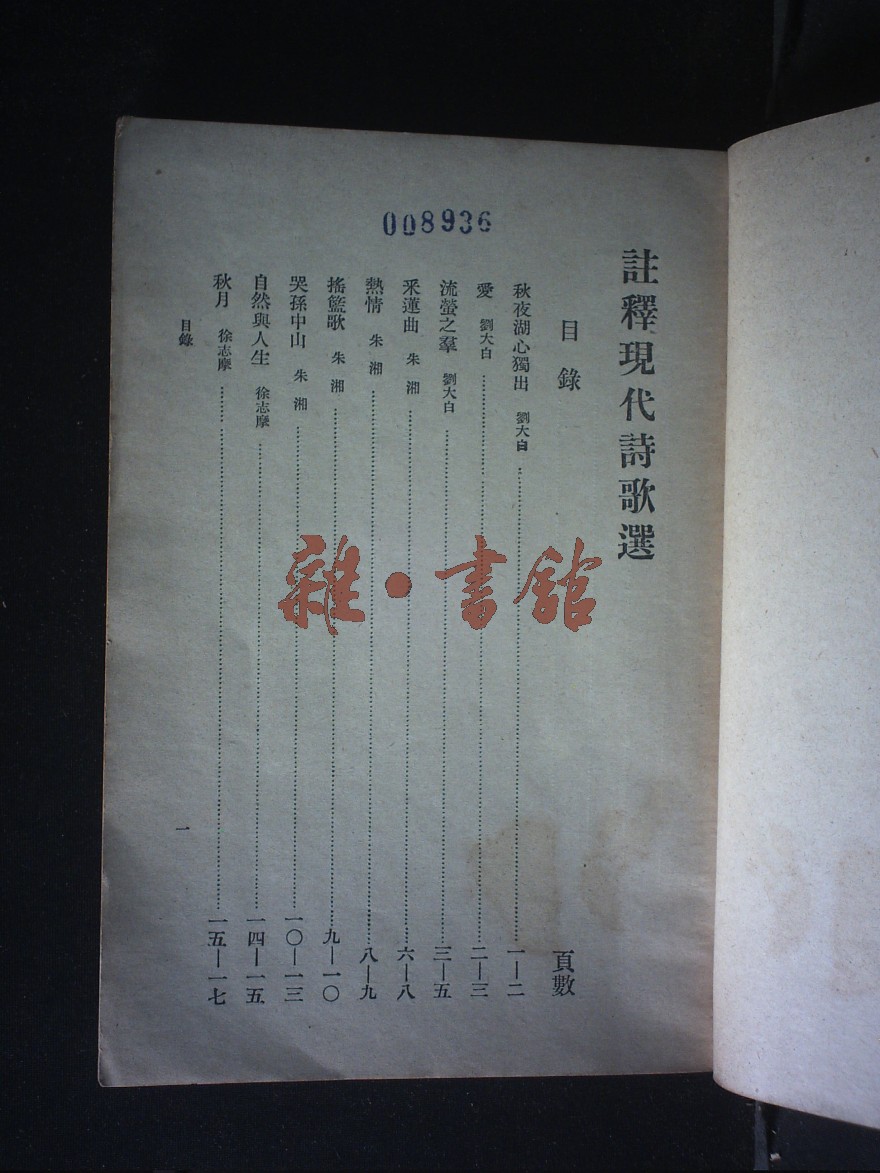 008936
註釋現代詩歌選
目錄 頁數
秋夜湖心獨出 劉大白 一—二
愛 劉大白 二—三
流螢之羣 劉大白 三—五
采蓮曲 朱湘 六—八
熱情 朱湘 八—九
搖籃歌 朱湘 九—一〇
哭孫中山 朱湘 一〇—一三
自然與人生 徐志摩 一四—一五
秋月 徐志摩 一五—一七
目錄 一
雜·書館